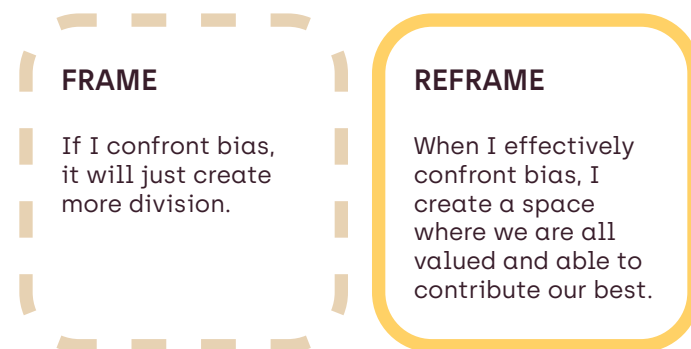 FRAME
If I confront bias,
it will just create
more division.
REFRAME
When I effectively
confront bias, I
create a space
where we are all
valued and able to
contribute our best.